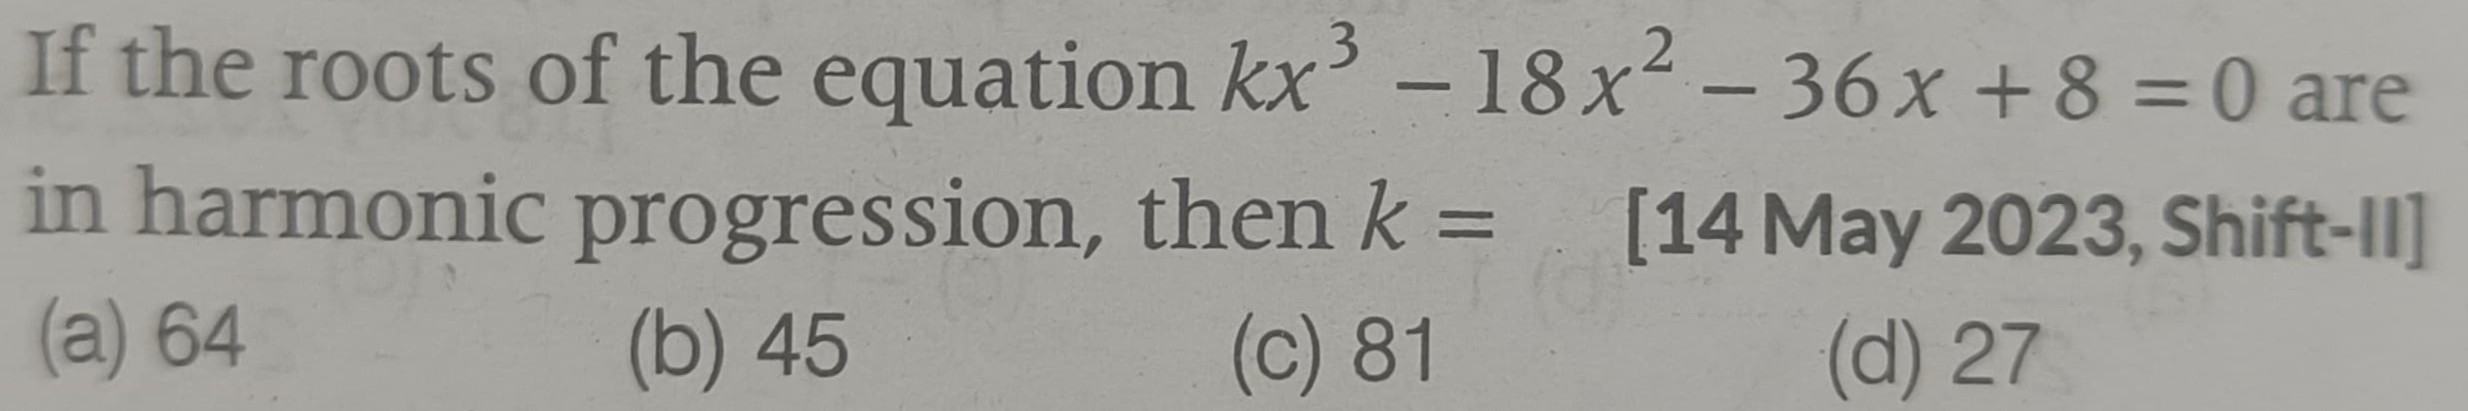 If the roots of the equation kx³ − 18x² − 36x + 8 = 0 are
in harmonic progression, then k = [14 May 2023, Shift-II]
(a) 64 (b) 45 (c) 81 (d) 27